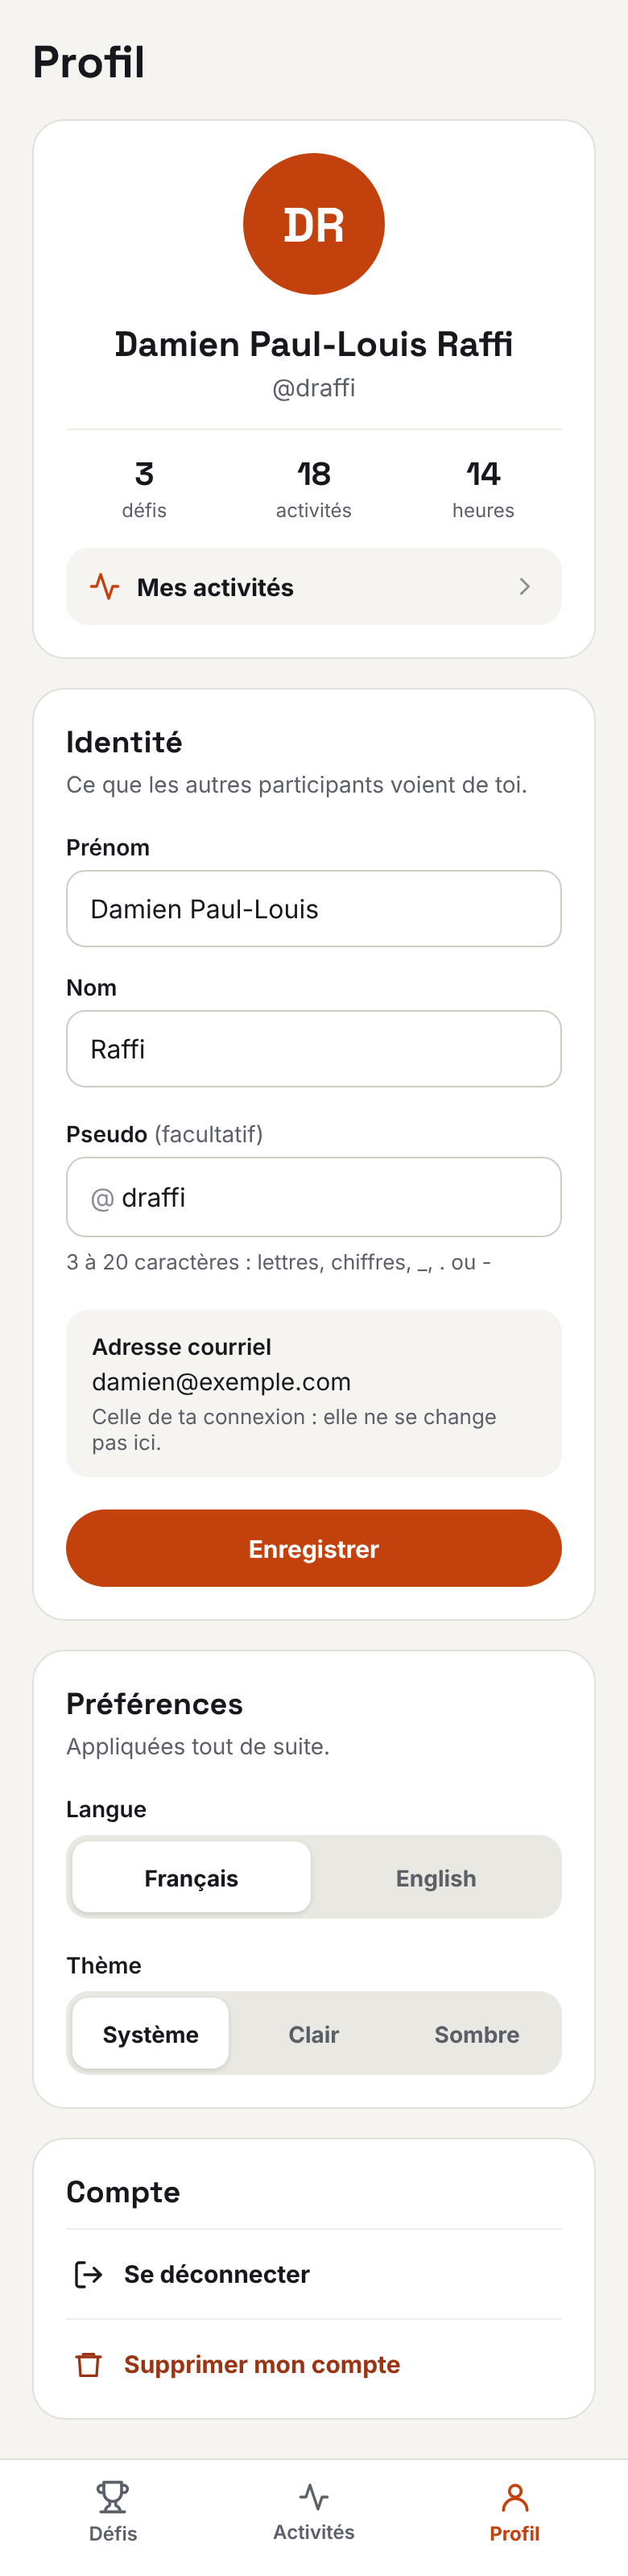 Profil
DR
Damien Paul-Louis Raffi
@draffi
3
18
14
défis
activités
heures
Mes activités
Identité
Ce que les autres participants voient de toi.
Prénom
Damien Paul-Louis
Nom
Raffi
Pseudo (facultatif)
@ draffi
3 à 20 caractères : lettres, chiffres, _, . ou -
Adresse courriel
damien@exemple.com
Celle de ta connexion : elle ne se change
pas ici.
Enregistrer
Préférences
Appliquées tout de suite.
Langue
Français
English
Thème
Système
Clair
Sombre
Compte
Se déconnecter
Supprimer mon compte
Défis
Activités
Profil